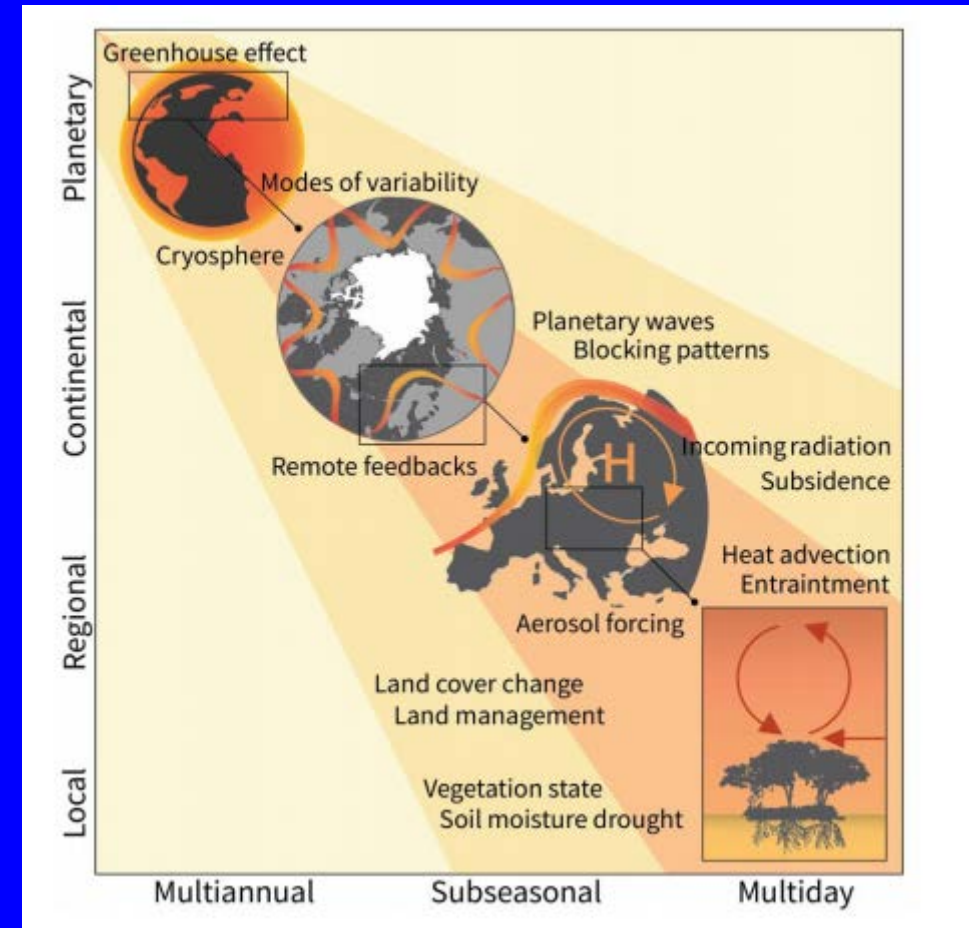 Greenhouse effect
Planetary
Modes of variability
Cryosphere
Planetary waves
Blocking patterns
Continental
H
Incoming radiation
Subsidence
Remote feedbacks
Heat advection
Entraintment
Regional
Aerosol forcing
Land cover change
Land management
Local
Vegetation state
Soil moisture drought
Multiannual
Subseasonal
Multiday